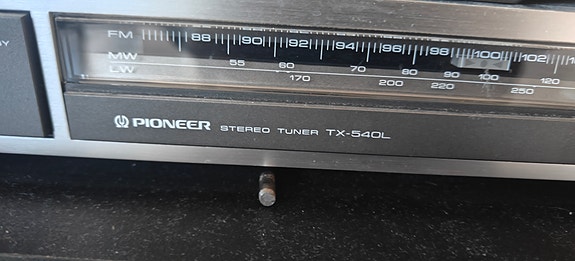 FM 88 90 92 94 96 98 100 102
MW 55 60 70 80 90 100 120
LW 170 200 220 250
PIONEER STEREO TUNER TX-540L